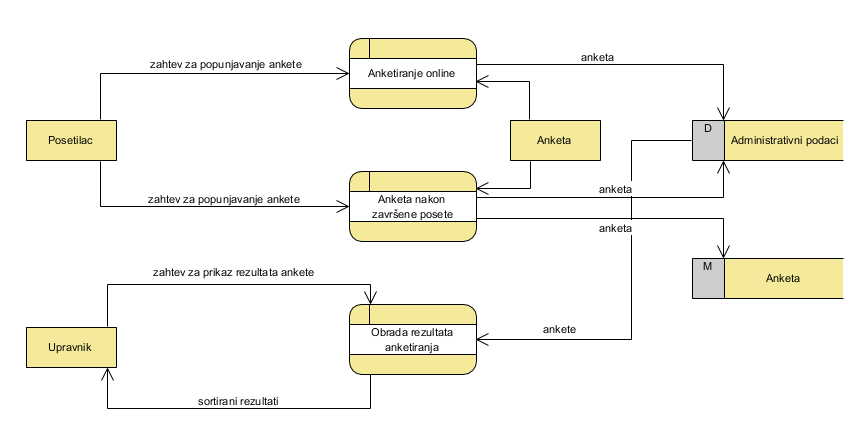 zahtev za popunjavanje ankete
Anketiranje online
anketa
Posetilac
Anketa
D
Administrativni podaci
zahtev za popunjavanje ankete
Anketa nakon
završene posete
anketa
anketa
M
Anketa
zahtev za prikaz rezultata ankete
Upravnik
Obrada rezultata
anketiranja
ankete
sortirani rezultati